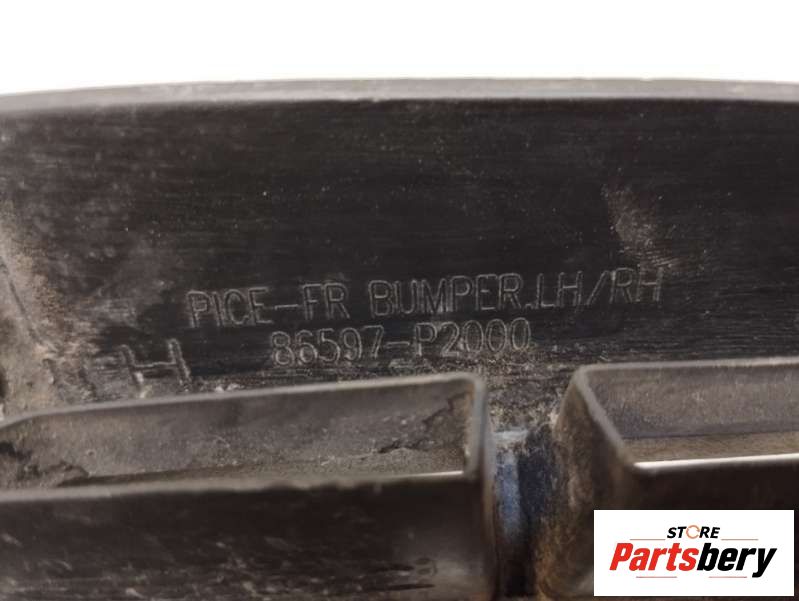 PICE-FR BUMPER.LH/RH
86597-P2000
STORE
Partsbery